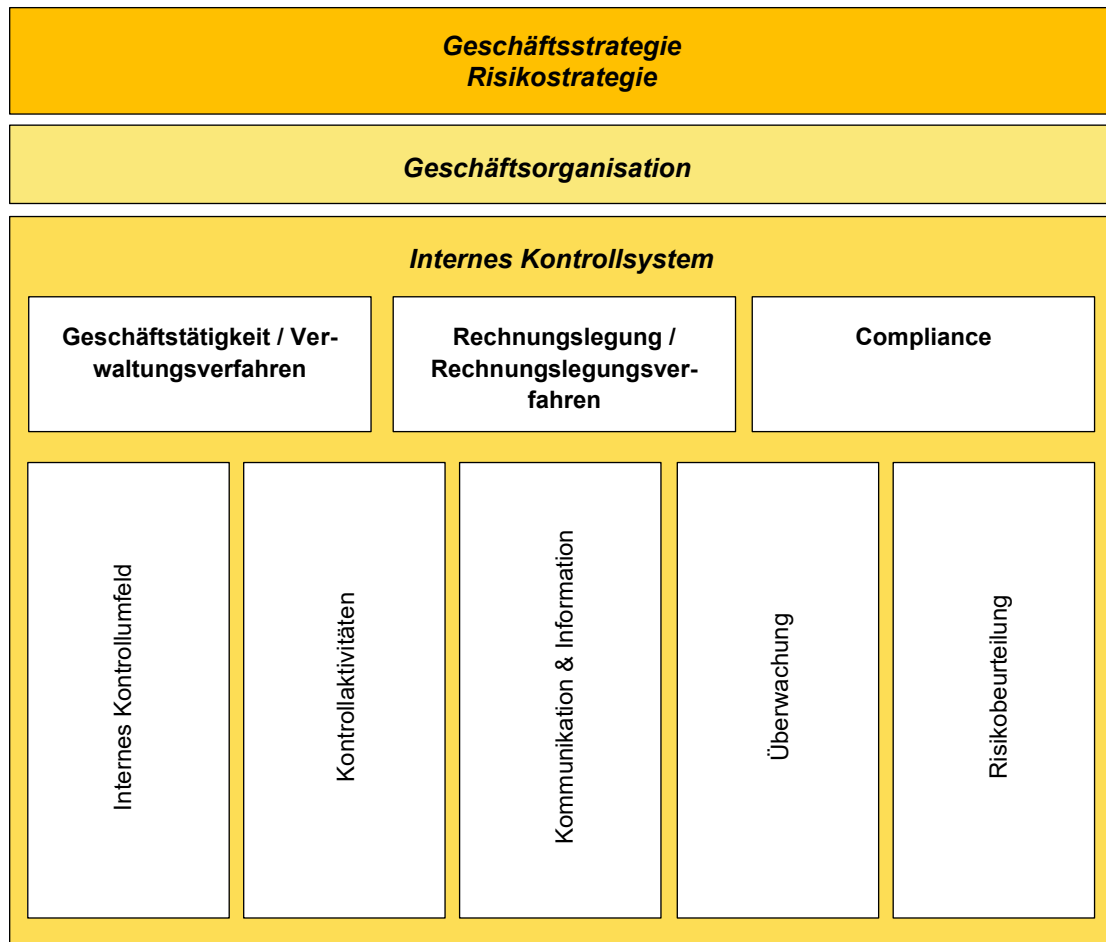 Geschäftsstrategie
Risikostrategie
Geschäftsorganisation
Internes Kontrollsystem
Geschäftstätigkeit / Ver-
waltungsverfahren
Rechnungslegung /
Rechnungslegungsver-
fahren
Compliance
Internes Kontrollumfeld
Kontrollaktivitäten
Kommunikation & Information
Überwachung
Risikobeurteilung